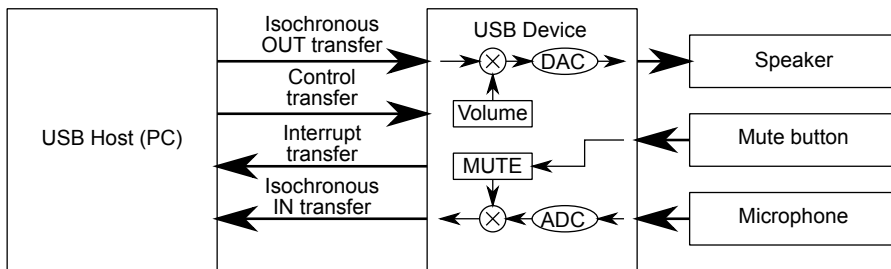 USB Host (PC)
Isochronous
OUT transfer
Control
transfer
Interrupt
transfer
Isochronous
IN transfer
USB Device
DAC
Volume
MUTE
ADC
Speaker
Mute button
Microphone